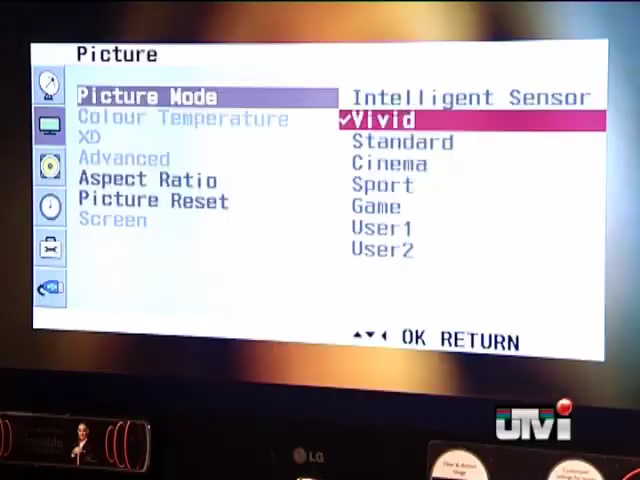 Picture
Picture Mode
Colour Temperature
XD
Advanced
Aspect Ratio
Picture Reset
Screen
Intelligent Sensor
✓Vivid
Standard
Cinema
Sport
Game
User1
User2
▲▼◀ OK RETURN
invisible
LG
UTVi